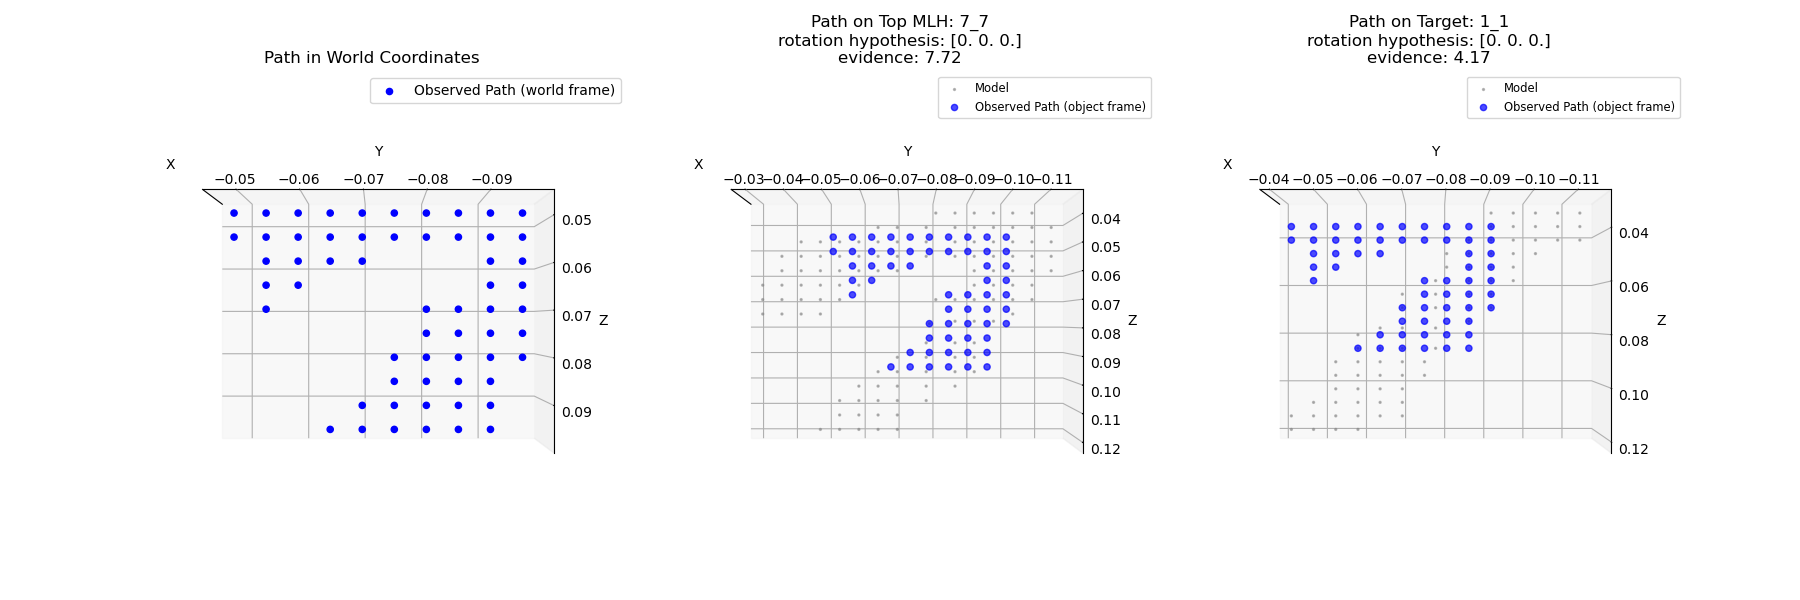 Path in World Coordinates
Observed Path (world frame)
X
Y
−0.05 −0.06 −0.07 −0.08 −0.09
0.05
0.06
0.07
0.08
0.09
Z
Path on Top MLH: 7_7
rotation hypothesis: [0. 0. 0.]
evidence: 7.72
Model
Observed Path (object frame)
X
Y
−0.03 −0.04 −0.05 −0.06 −0.07 −0.08 −0.09 −0.10 −0.11
0.04
0.05
0.06
0.07
0.08
0.09
0.10
0.11
0.12
Z
Path on Target: 1_1
rotation hypothesis: [0. 0. 0.]
evidence: 4.17
Model
Observed Path (object frame)
X
Y
−0.04 −0.05 −0.06 −0.07 −0.08 −0.09 −0.10 −0.11
0.04
0.06
0.08
0.10
0.12
Z